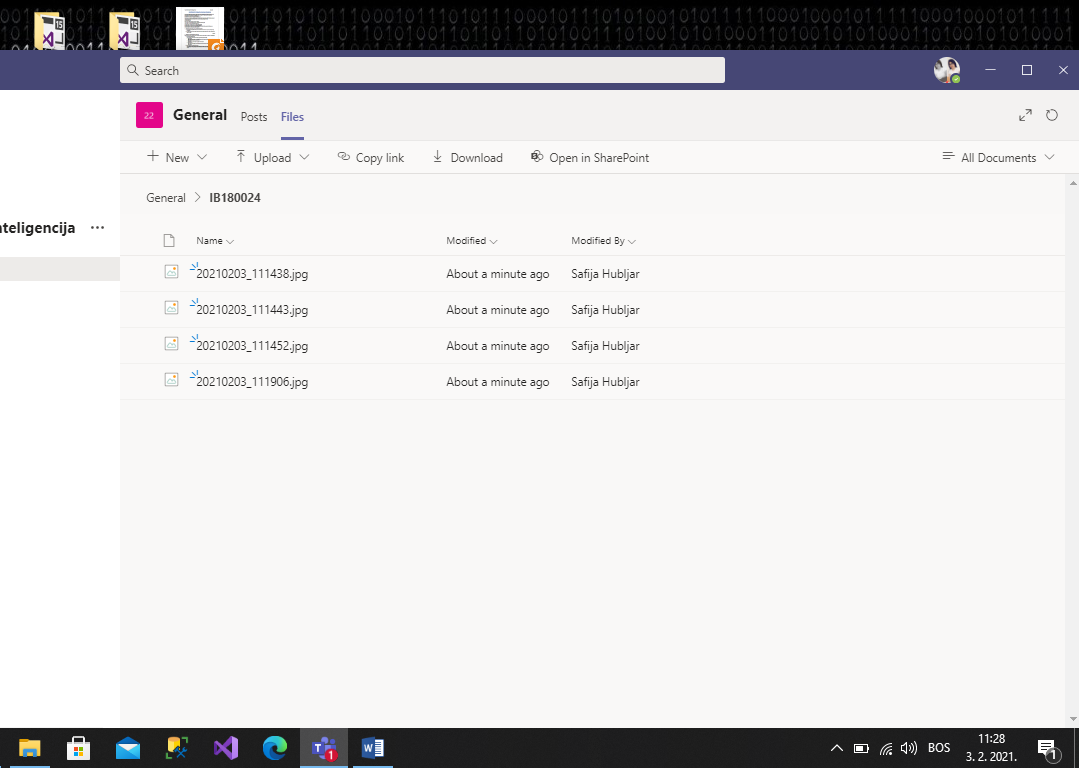 Search
22 General Posts Files
New Upload Copy link Download Open in SharePoint All Documents
General > IB180024
nteligencija ...
Name Modified Modified By
20210203_111438.jpg About a minute ago Safija Hubljar
20210203_111443.jpg About a minute ago Safija Hubljar
20210203_111452.jpg About a minute ago Safija Hubljar
20210203_111906.jpg About a minute ago Safija Hubljar
1 BOS 11:28 1
3. 2. 2021.